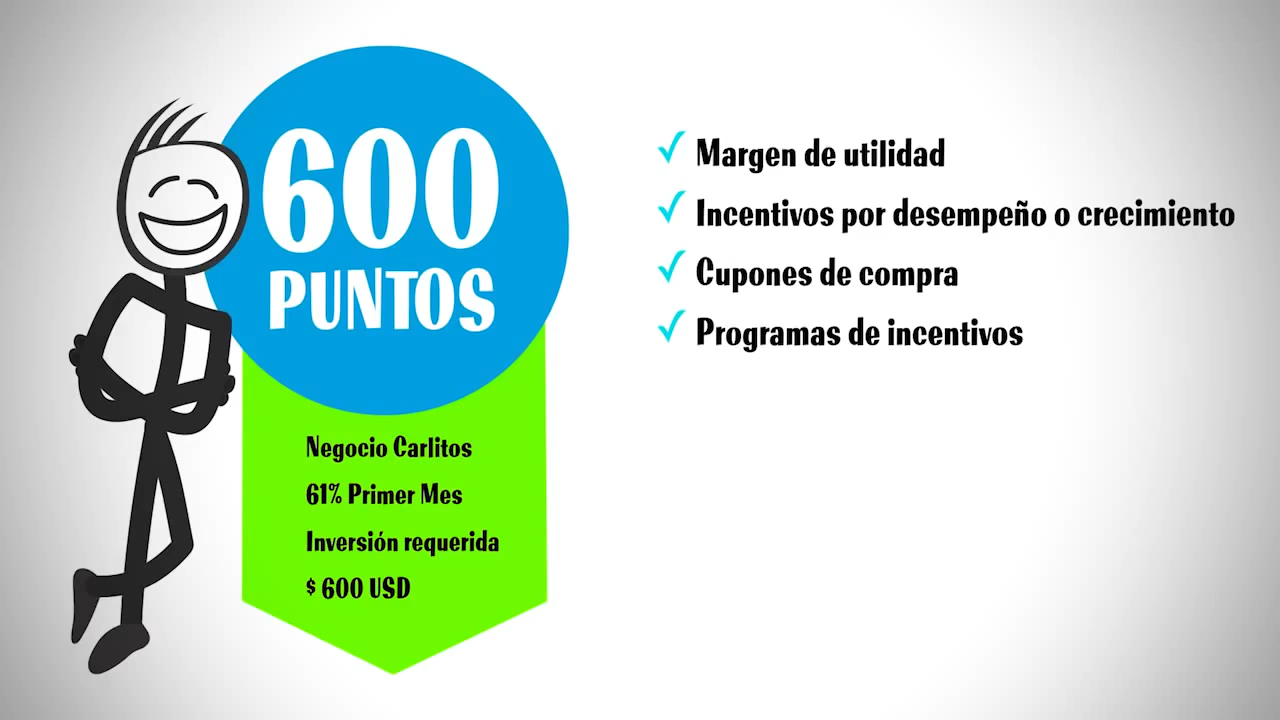 600
PUNTOS
Negocio Carlitos
61% Primer Mes
Inversión requerida
$ 600 USD
✓ Margen de utilidad
✓ Incentivos por desempeño o crecimiento
✓ Cupones de compra
✓ Programas de incentivos